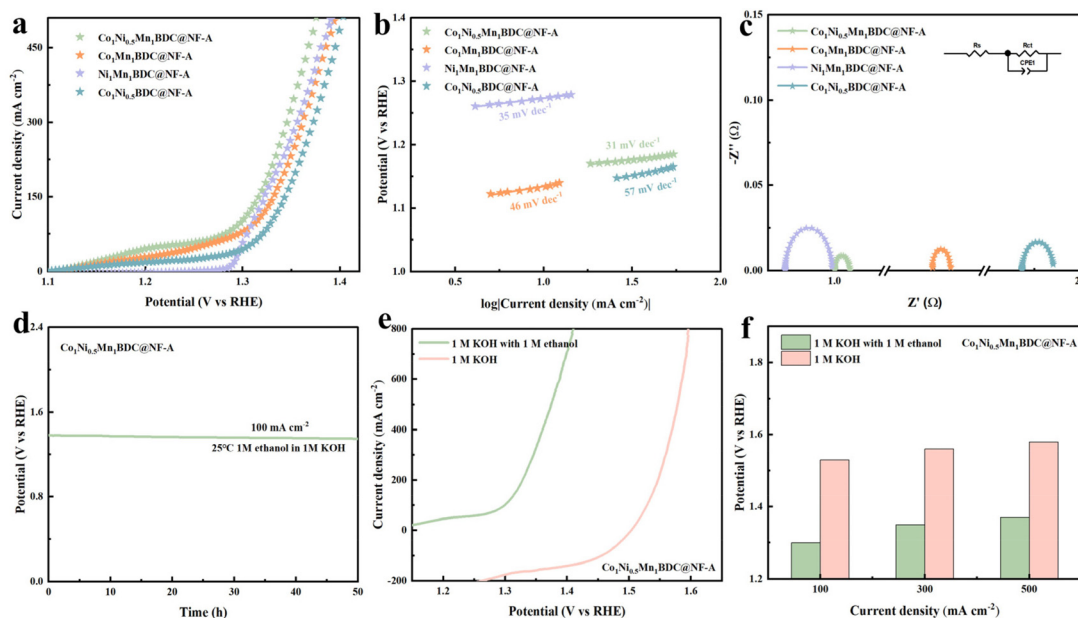 a
Co₁Ni₀.₅Mn₁BDC@NF-A
Co₁Mn₁BDC@NF-A
Ni₁Mn₁BDC@NF-A
Co₁Ni₀.₅BDC@NF-A
Current density (mA cm⁻²)
450
300
150
0
1.1 1.2 1.3 1.4
Potential (V vs RHE)
b
Co₁Ni₀.₅Mn₁BDC@NF-A
Co₁Mn₁BDC@NF-A
Ni₁Mn₁BDC@NF-A
Co₁Ni₀.₅BDC@NF-A
Potential (V vs RHE)
1.4
1.3
1.2
1.1
1.0
35 mV dec⁻¹
31 mV dec⁻¹
46 mV dec⁻¹
57 mV dec⁻¹
0.0 0.5 1.0 1.5 2.0
log|Current density (mA cm⁻²)|
c
Co₁Ni₀.₅Mn₁BDC@NF-A
Co₁Mn₁BDC@NF-A
Ni₁Mn₁BDC@NF-A
Co₁Ni₀.₅BDC@NF-A
Rs Rct
CPE1
-Z'' (Ω)
0.15
0.10
0.05
0.00
1.0 2
Z' (Ω)
d
Co₁Ni₀.₅Mn₁BDC@NF-A
100 mA cm⁻²
25°C 1M ethanol in 1M KOH
Potential (V vs RHE)
2.4
1.6
0.8
0.0
0 10 20 30 40 50
Time (h)
e
1 M KOH with 1 M ethanol
1 M KOH
Current density (mA cm⁻²)
800
600
400
200
0
-200
Co₁Ni₀.₅Mn₁BDC@NF-A
1.2 1.3 1.4 1.5 1.6
Potential (V vs RHE)
f
1 M KOH with 1 M ethanol
1 M KOH
Co₁Ni₀.₅Mn₁BDC@NF-A
Potential (V vs RHE)
1.8
1.6
1.4
1.2
100 300 500
Current density (mA cm⁻²)